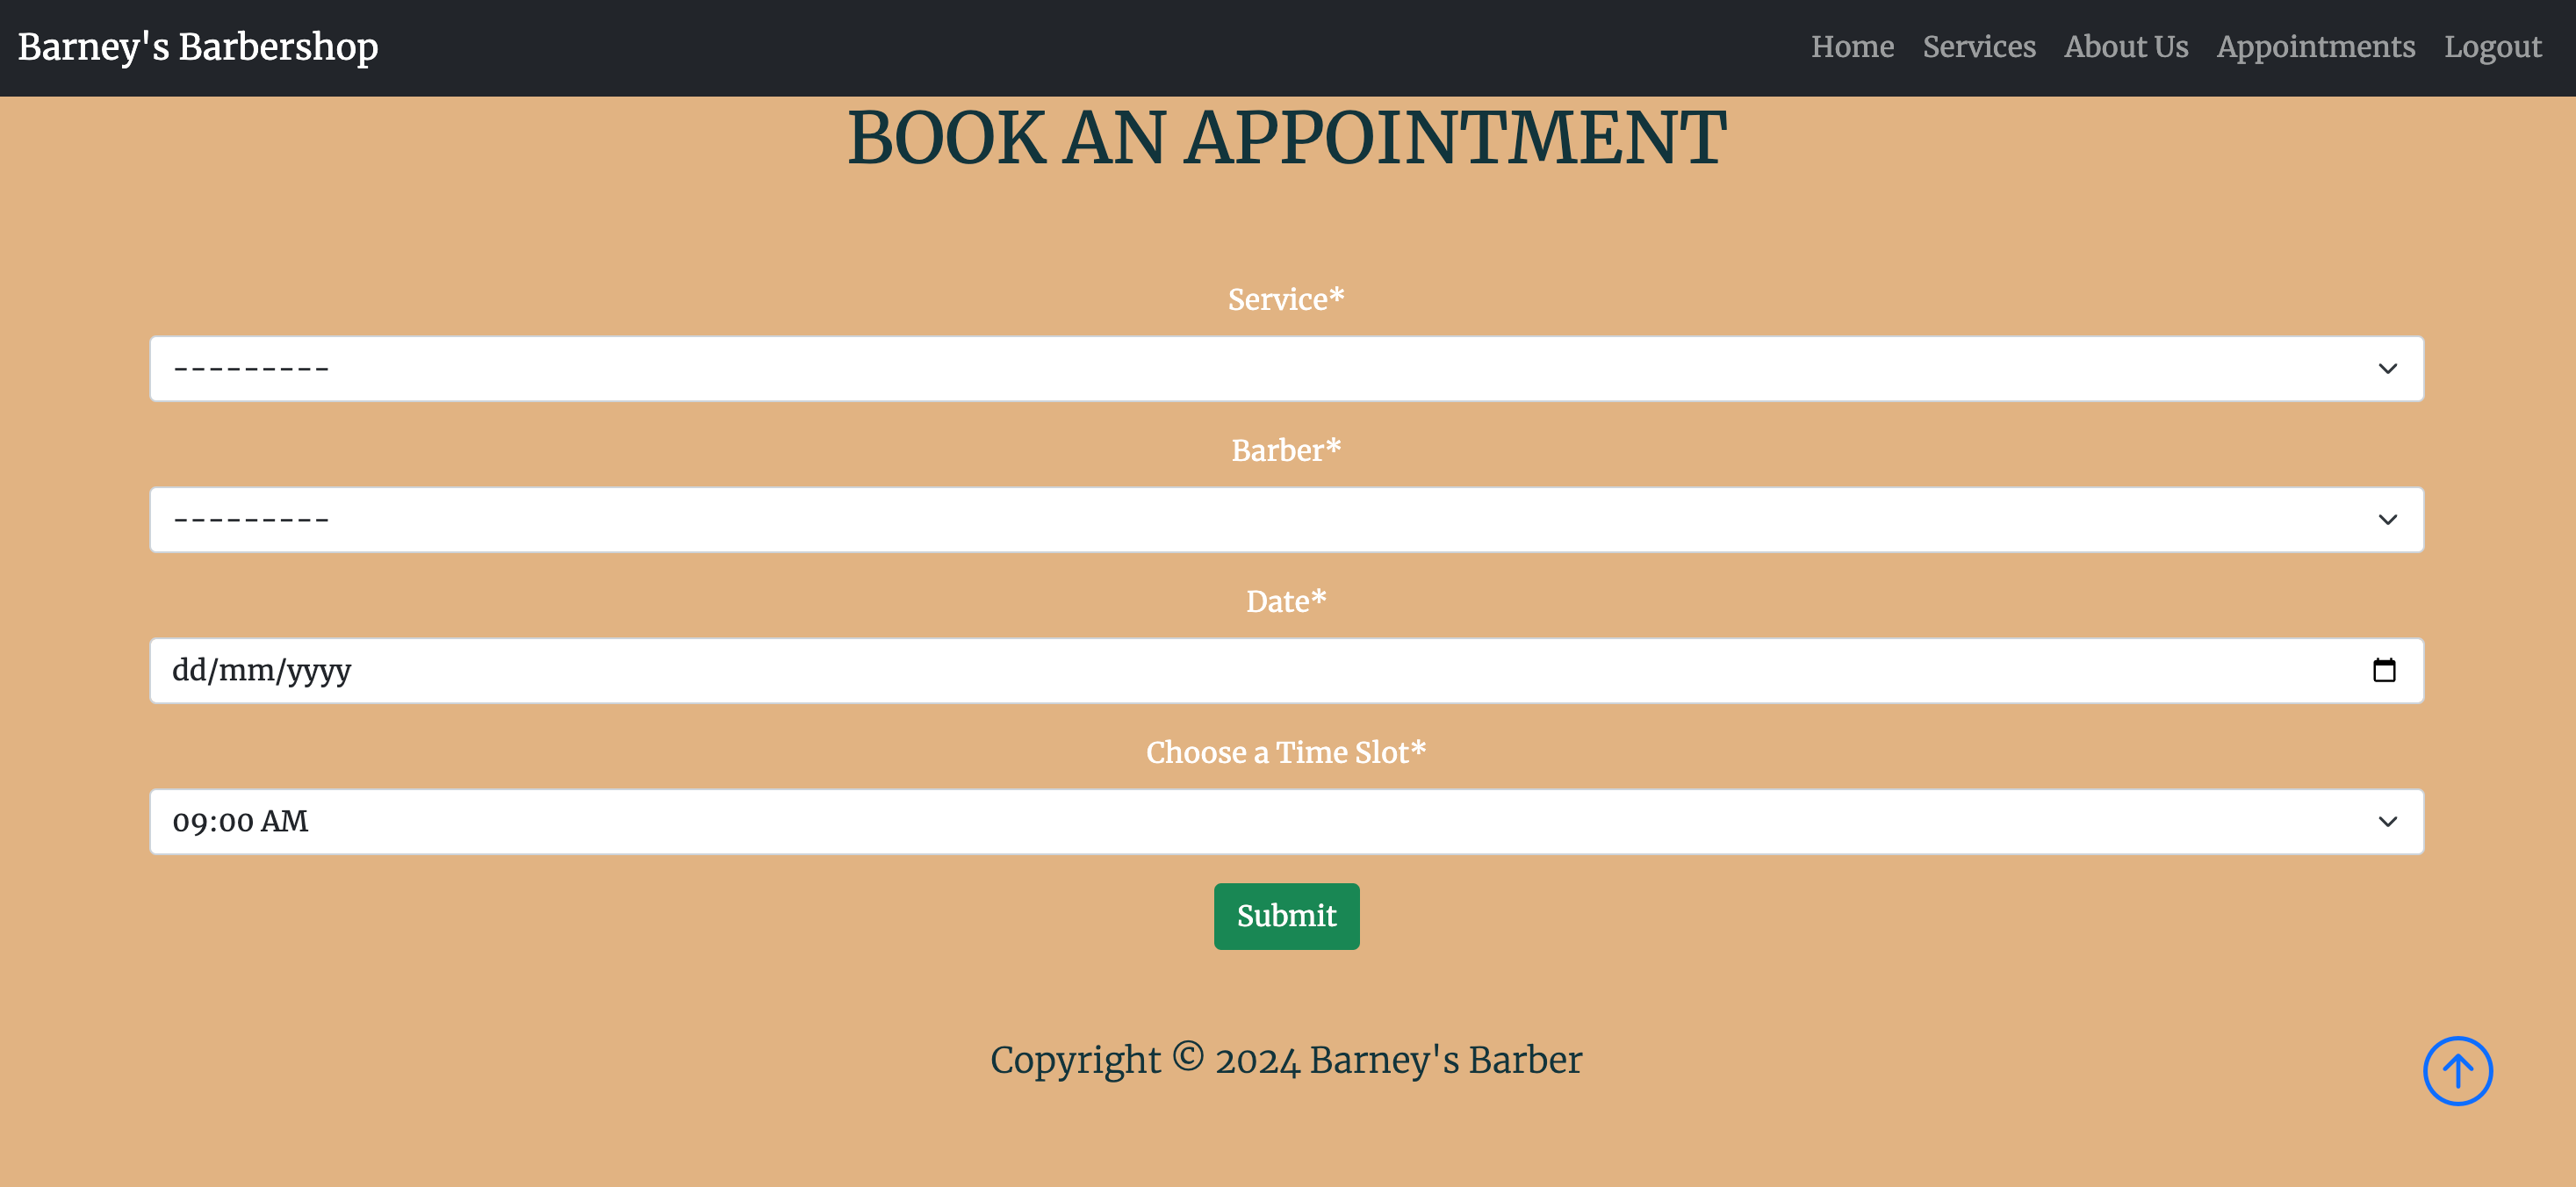 Barney's Barbershop
Home Services About Us Appointments Logout
BOOK AN APPOINTMENT
Service*
---------
Barber*
---------
Date*
dd/mm/yyyy
Choose a Time Slot*
09:00 AM
Submit
Copyright © 2024 Barney's Barber